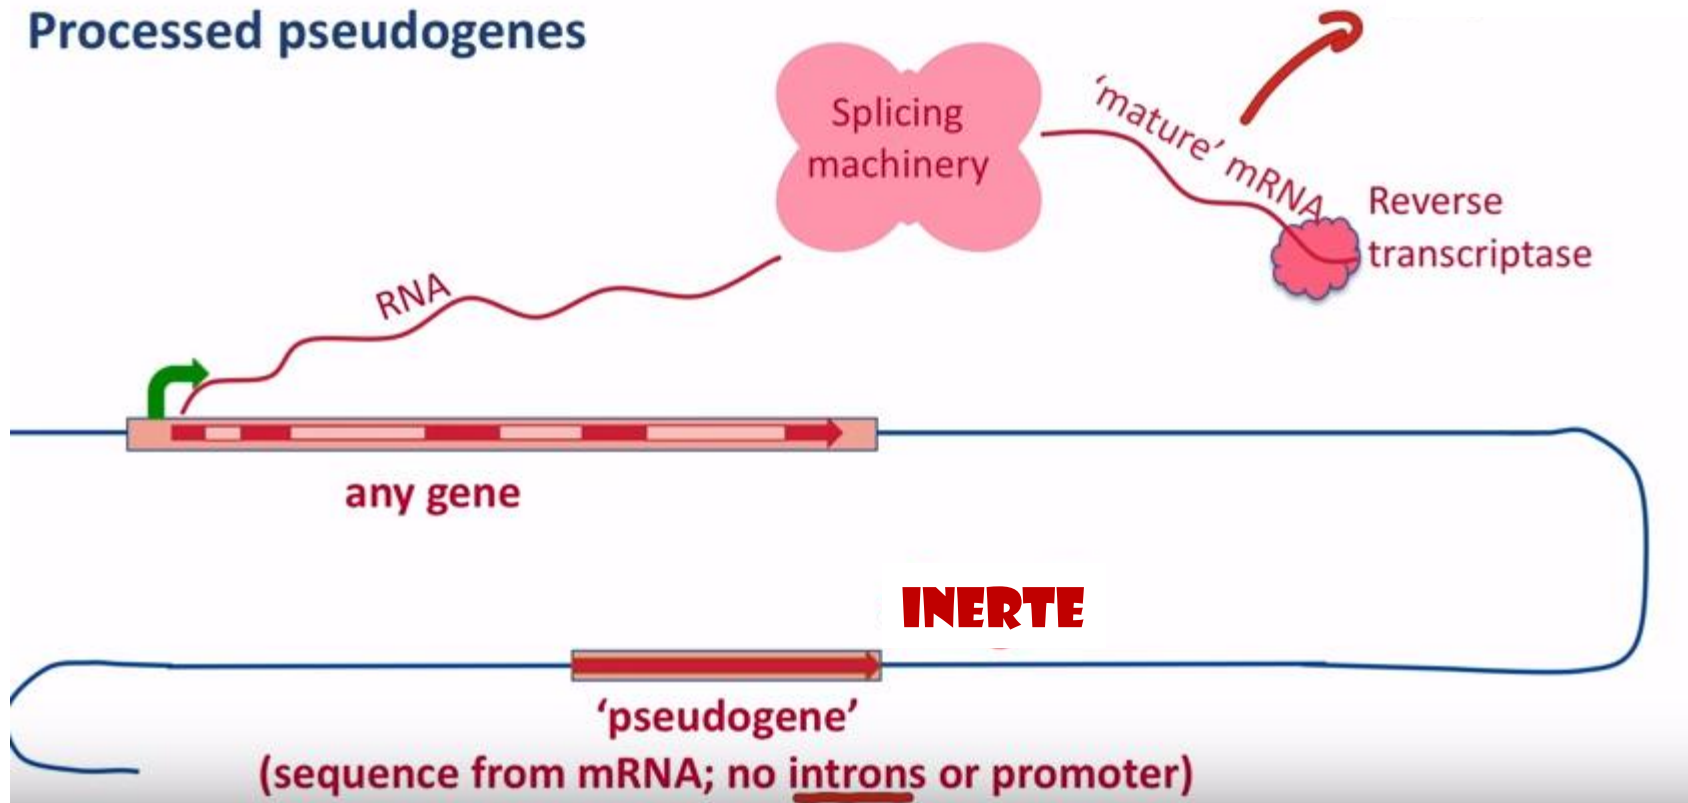 Processed pseudogenes
Splicing
machinery
‘mature’ mRNA
Reverse
transcriptase
RNA
any gene
INERTE
‘pseudogene’
(sequence from mRNA; no introns or promoter)